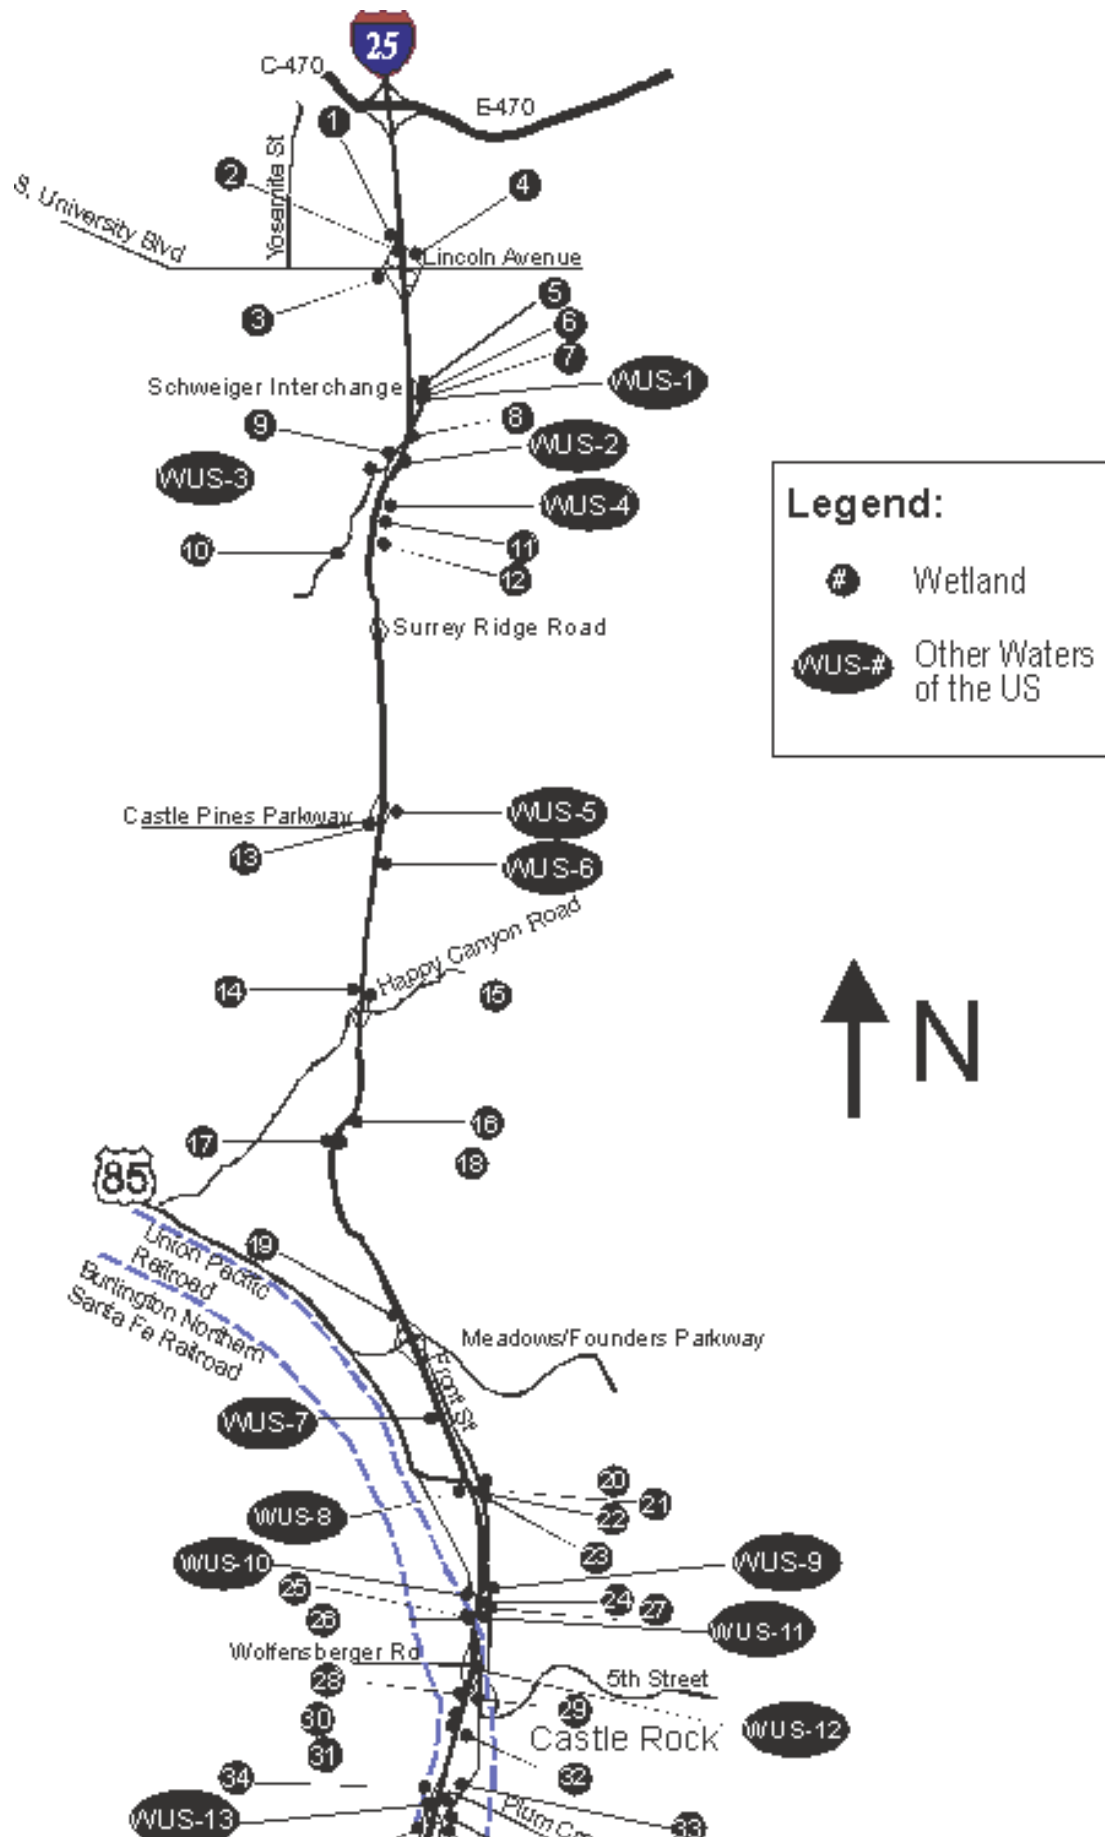 25
C-470
E-470
1
Yosemite St
2
4
S. University Blvd
Lincoln Avenue
3
5
6
7
Schweiger Interchange
WUS-1
8
9
WUS-2
WUS-3
WUS-4
10
11
12
Legend:
# Wetland
WUS-# Other Waters
of the US
Surrey Ridge Road
Castle Pines Parkway
WUS-5
13
WUS-6
Happy Canyon Road
14
15
N
16
17
18
85
19
Union Pacific
Railroad
Burlington Northern
Santa Fe Railroad
Meadows/Founders Parkway
Front St
WUS-7
20
21
22
WUS-8
23
WUS-10
WUS-9
25
24
27
26
WUS-11
Wolfensberger Rd
28
5th Street
29
30
WUS-12
Castle Rock
31
32
34
WUS-13
Plum
33